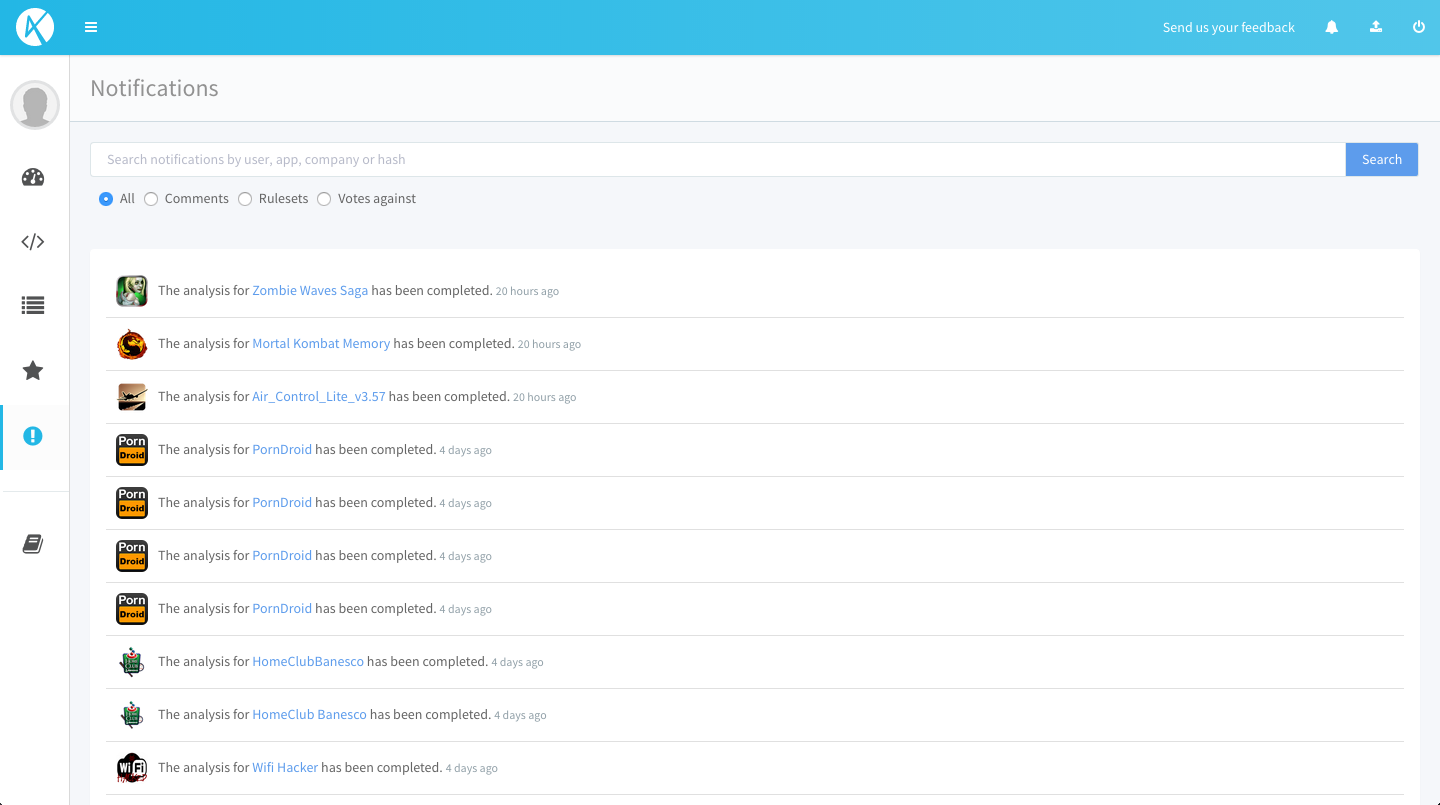 Send us your feedback
Notifications
Search notifications by user, app, company or hash
Search
All Comments Rulesets Votes against
The analysis for Zombie Waves Saga has been completed. 20 hours ago
The analysis for Mortal Kombat Memory has been completed. 20 hours ago
The analysis for Air_Control_Lite_v3.57 has been completed. 20 hours ago
Porn
Droid
The analysis for PornDroid has been completed. 4 days ago
Porn
Droid
The analysis for PornDroid has been completed. 4 days ago
Porn
Droid
The analysis for PornDroid has been completed. 4 days ago
Porn
Droid
The analysis for PornDroid has been completed. 4 days ago
The analysis for HomeClubBanesco has been completed. 4 days ago
The analysis for HomeClub Banesco has been completed. 4 days ago
WiFi
The analysis for Wifi Hacker has been completed. 4 days ago